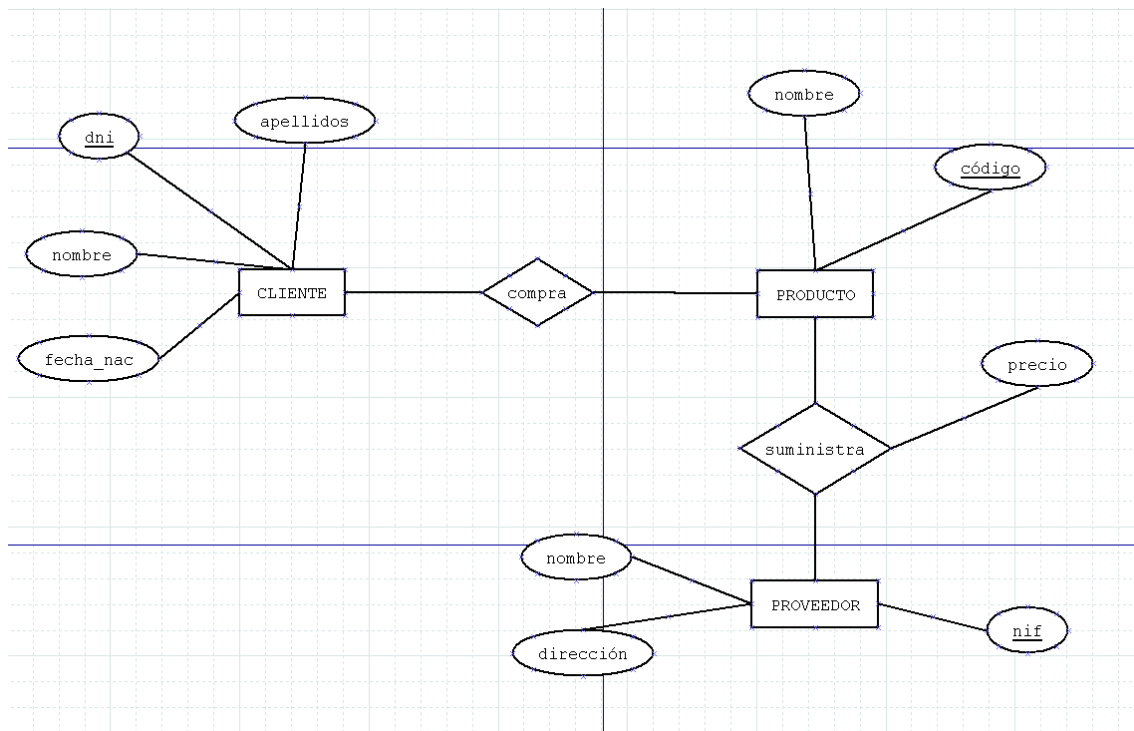 nombre
apellidos
dni
código
nombre
CLIENTE
compra
PRODUCTO
fecha_nac
precio
suministra
nombre
PROVEEDOR
nif
dirección